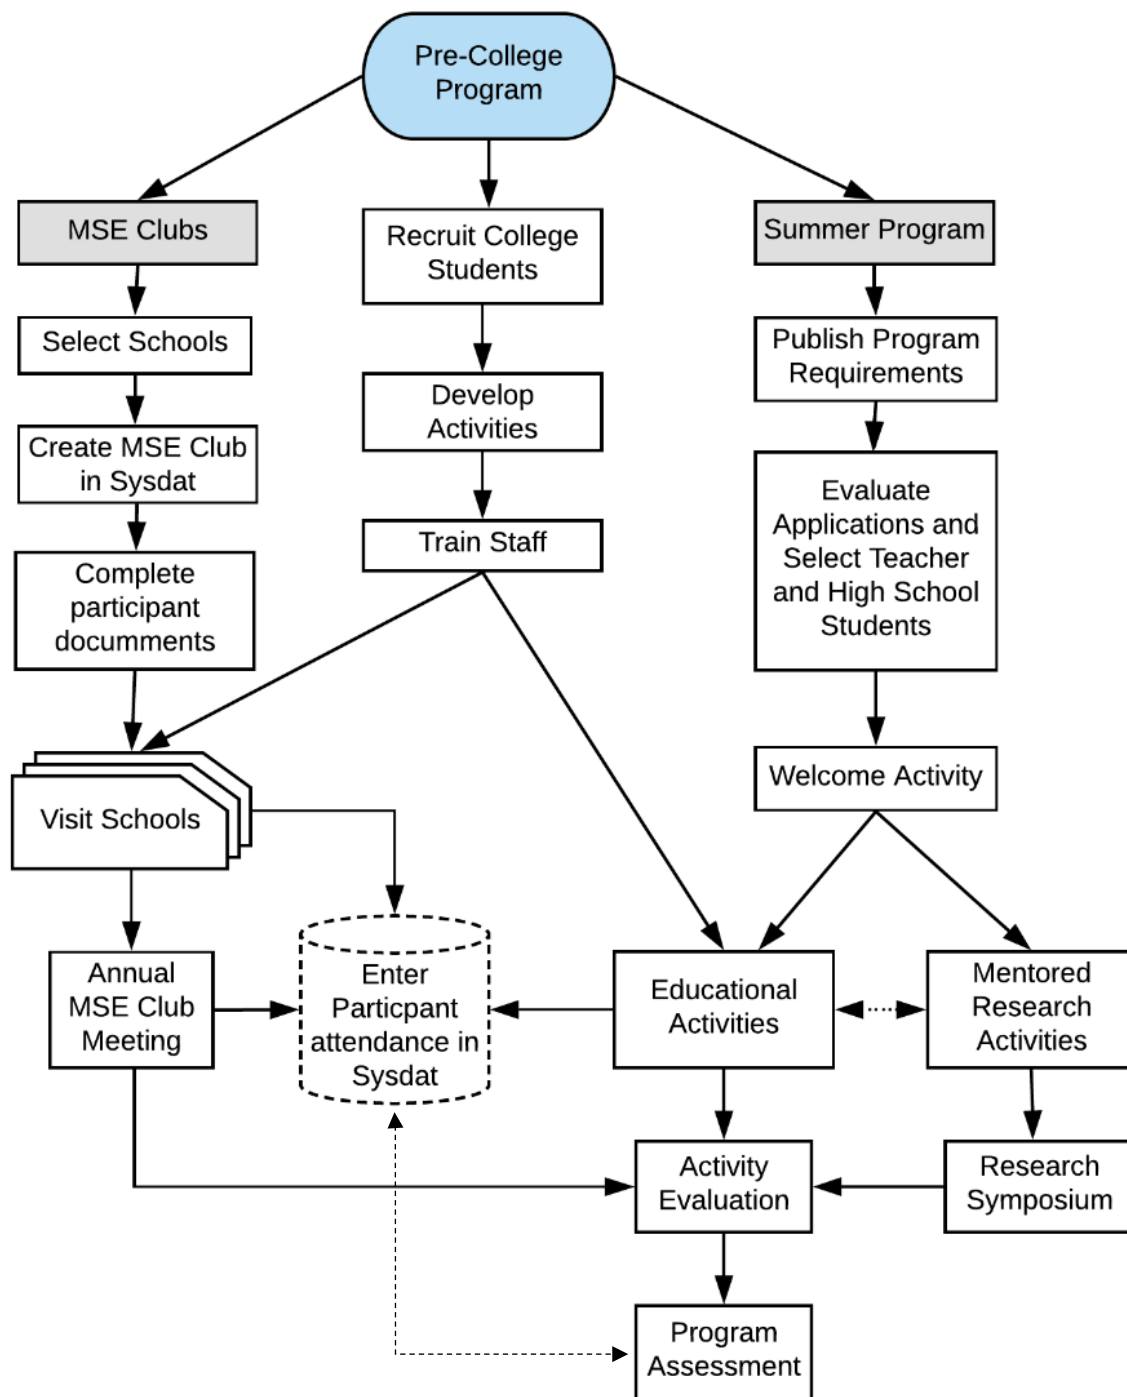 Pre-College
Program
MSE Clubs
Recruit College
Students
Summer Program
Select Schools
Publish Program
Requirements
Develop
Activities
Create MSE Club
in Sysdat
Evaluate
Applications and
Select Teacher
and High School
Students
Train Staff
Complete
participant
documments
Welcome Activity
Visit Schools
Annual
MSE Club
Meeting
Enter
Particpant
attendance in
Sysdat
Educational
Activities
Mentored
Research
Activities
Activity
Evaluation
Research
Symposium
Program
Assessment